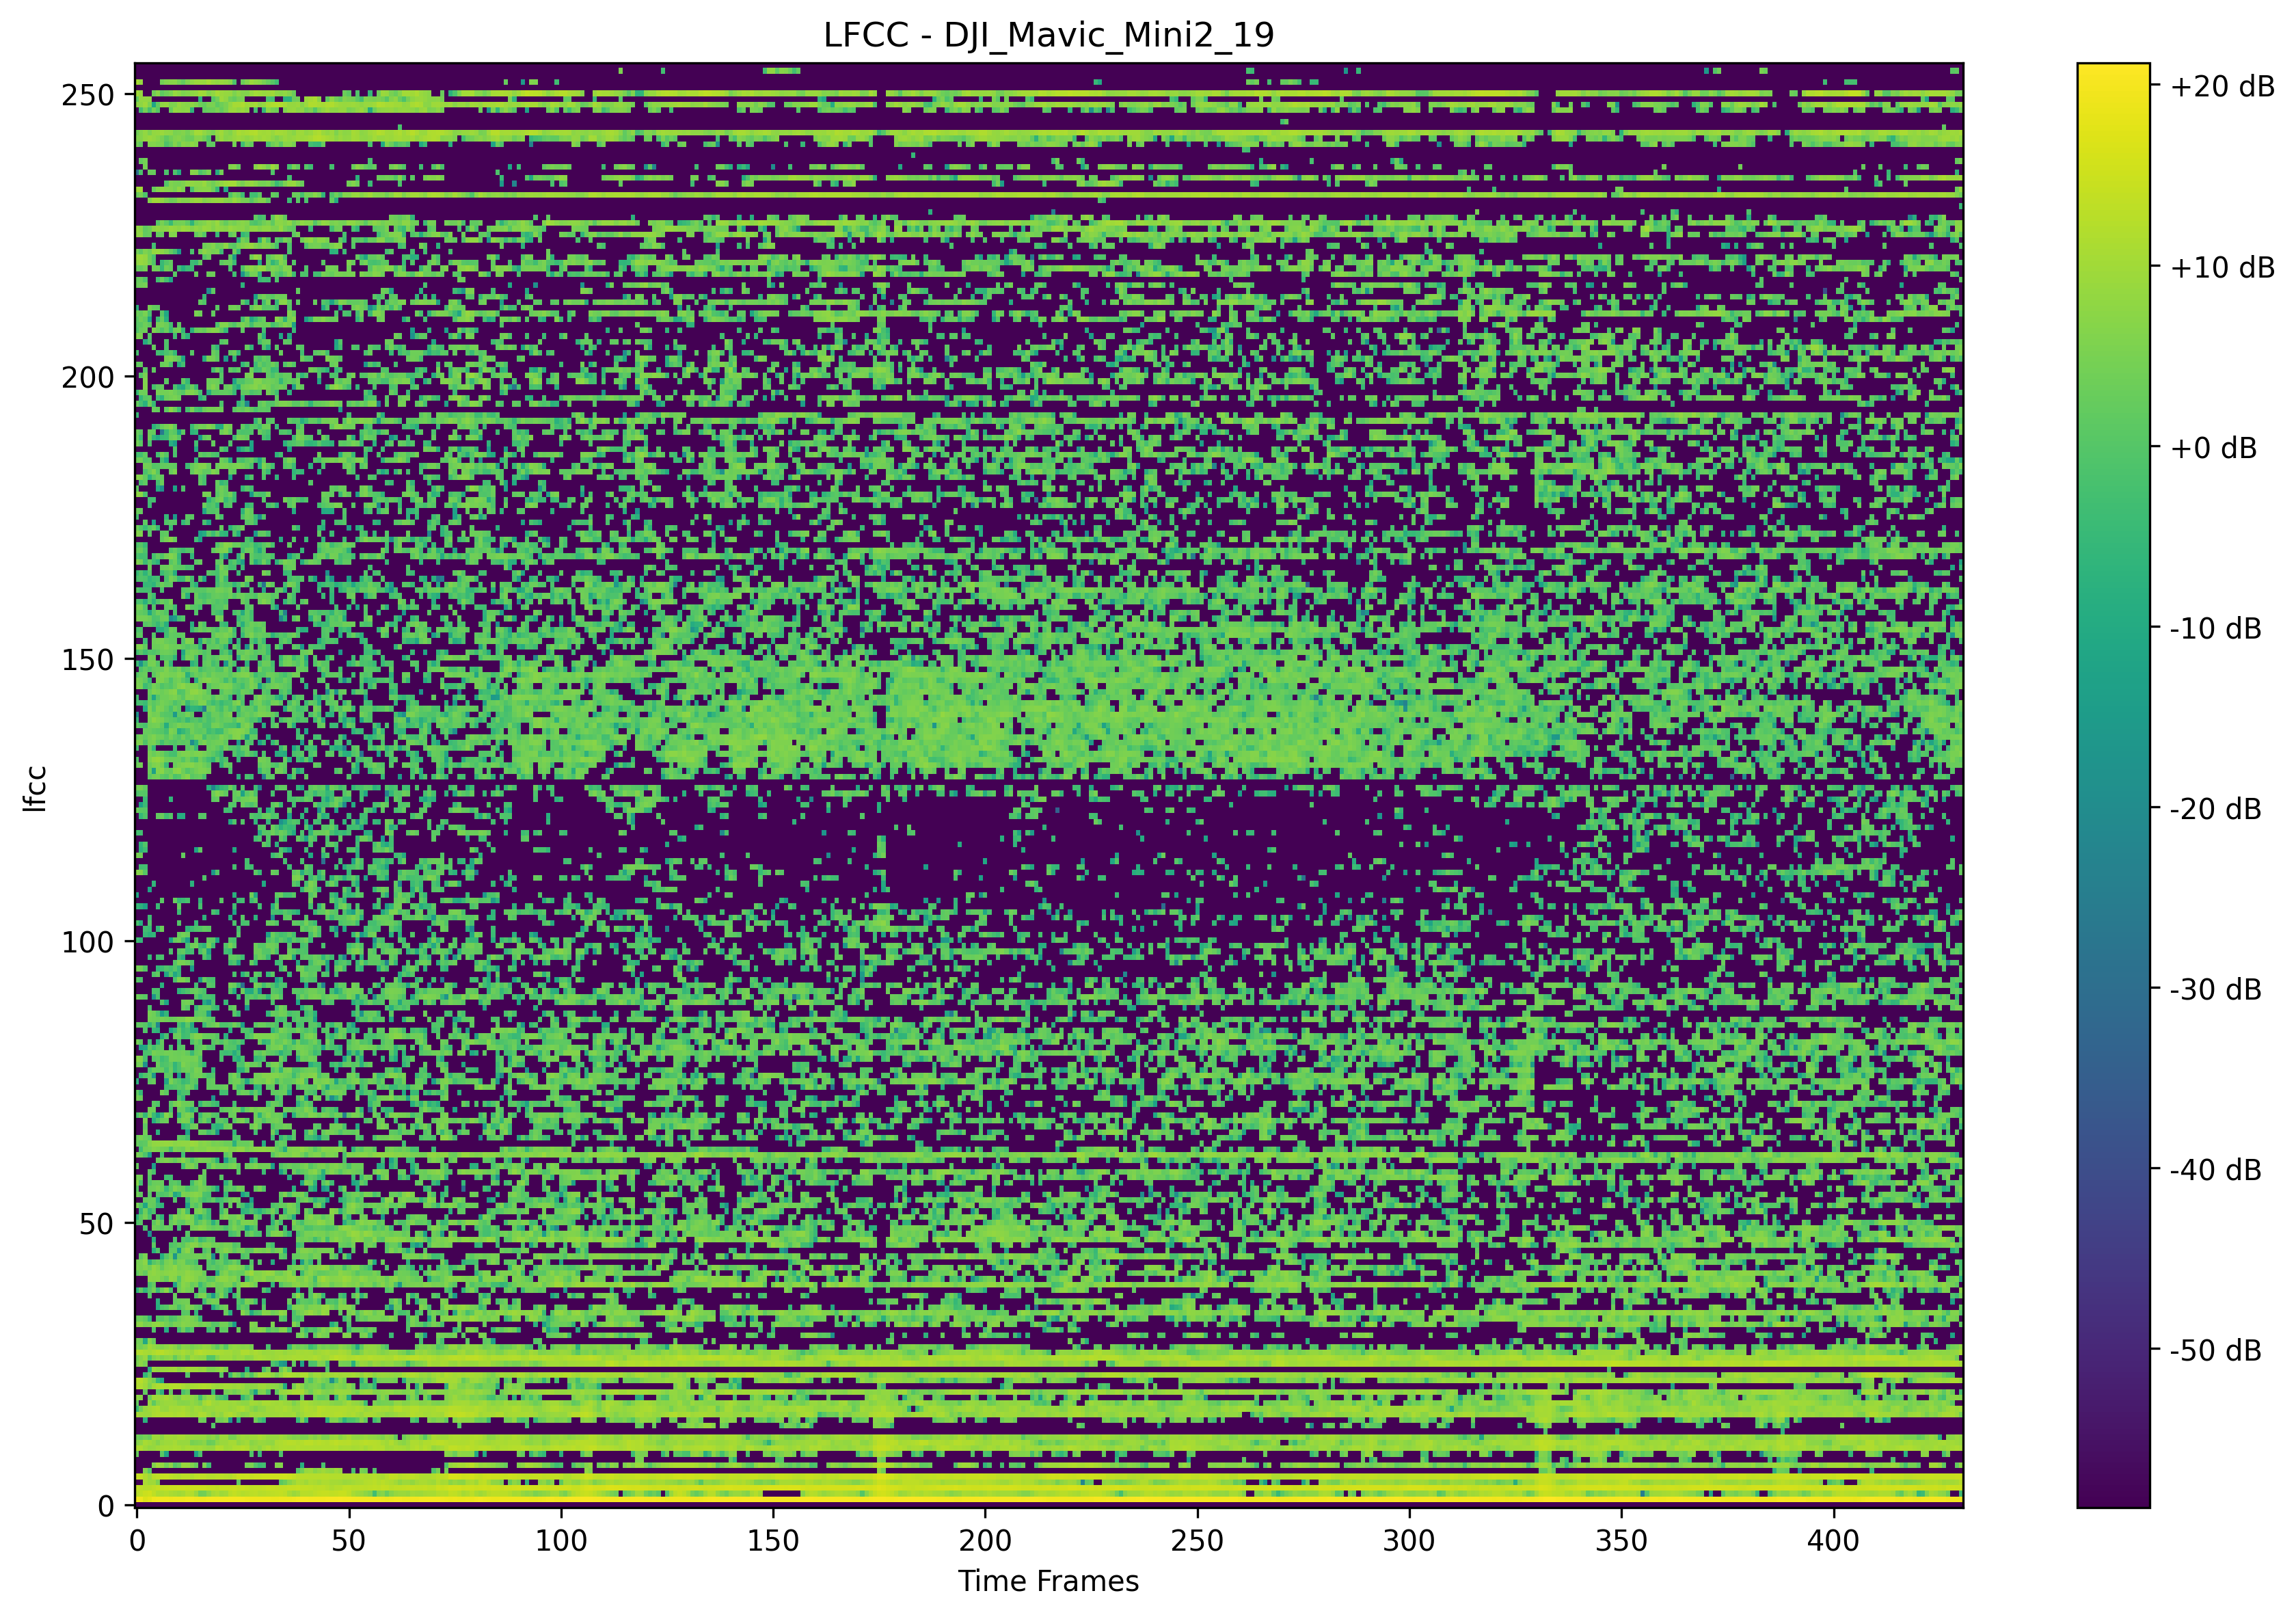 LFCC - DJI_Mavic_Mini2_19
250
200
150
100
50
0
lfcc
0 50 100 150 200 250 300 350 400
Time Frames
+20 dB
+10 dB
+0 dB
-10 dB
-20 dB
-30 dB
-40 dB
-50 dB